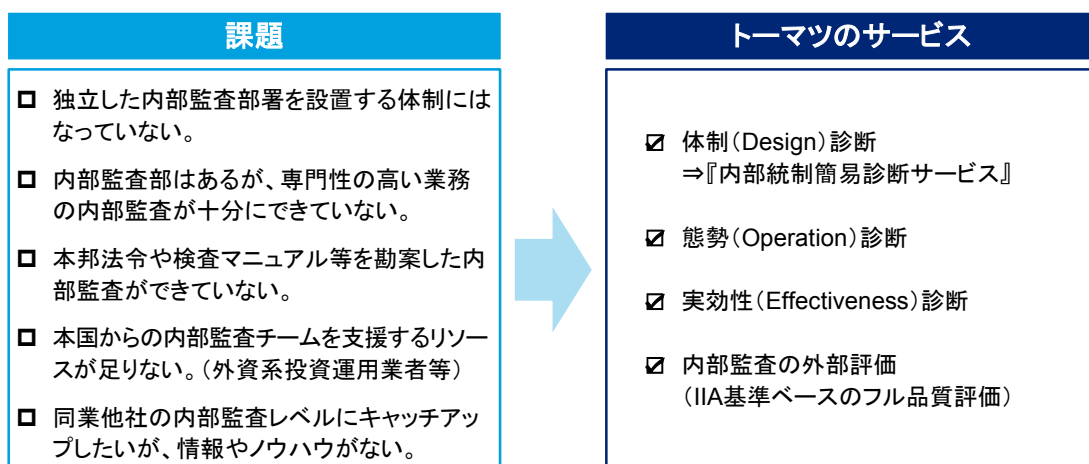 課題
独立した内部監査部署を設置する体制には
なっていない。
内部監査部はあるが、専門性の高い業務
の内部監査が十分にできていない。
本邦法令や検査マニュアル等を勘案した内
部監査ができていない。
本国からの内部監査チームを支援するリソー
スが足りない。（外資系投資運用業者等）
同業他社の内部監査レベルにキャッチアッ
プしたいが、情報やノウハウがない。
トーマツのサービス
体制（Design）診断
⇒『内部統制簡易診断サービス』
態勢（Operation）診断
実効性（Effectiveness）診断
内部監査の外部評価
（IIA基準ベースのフル品質評価）